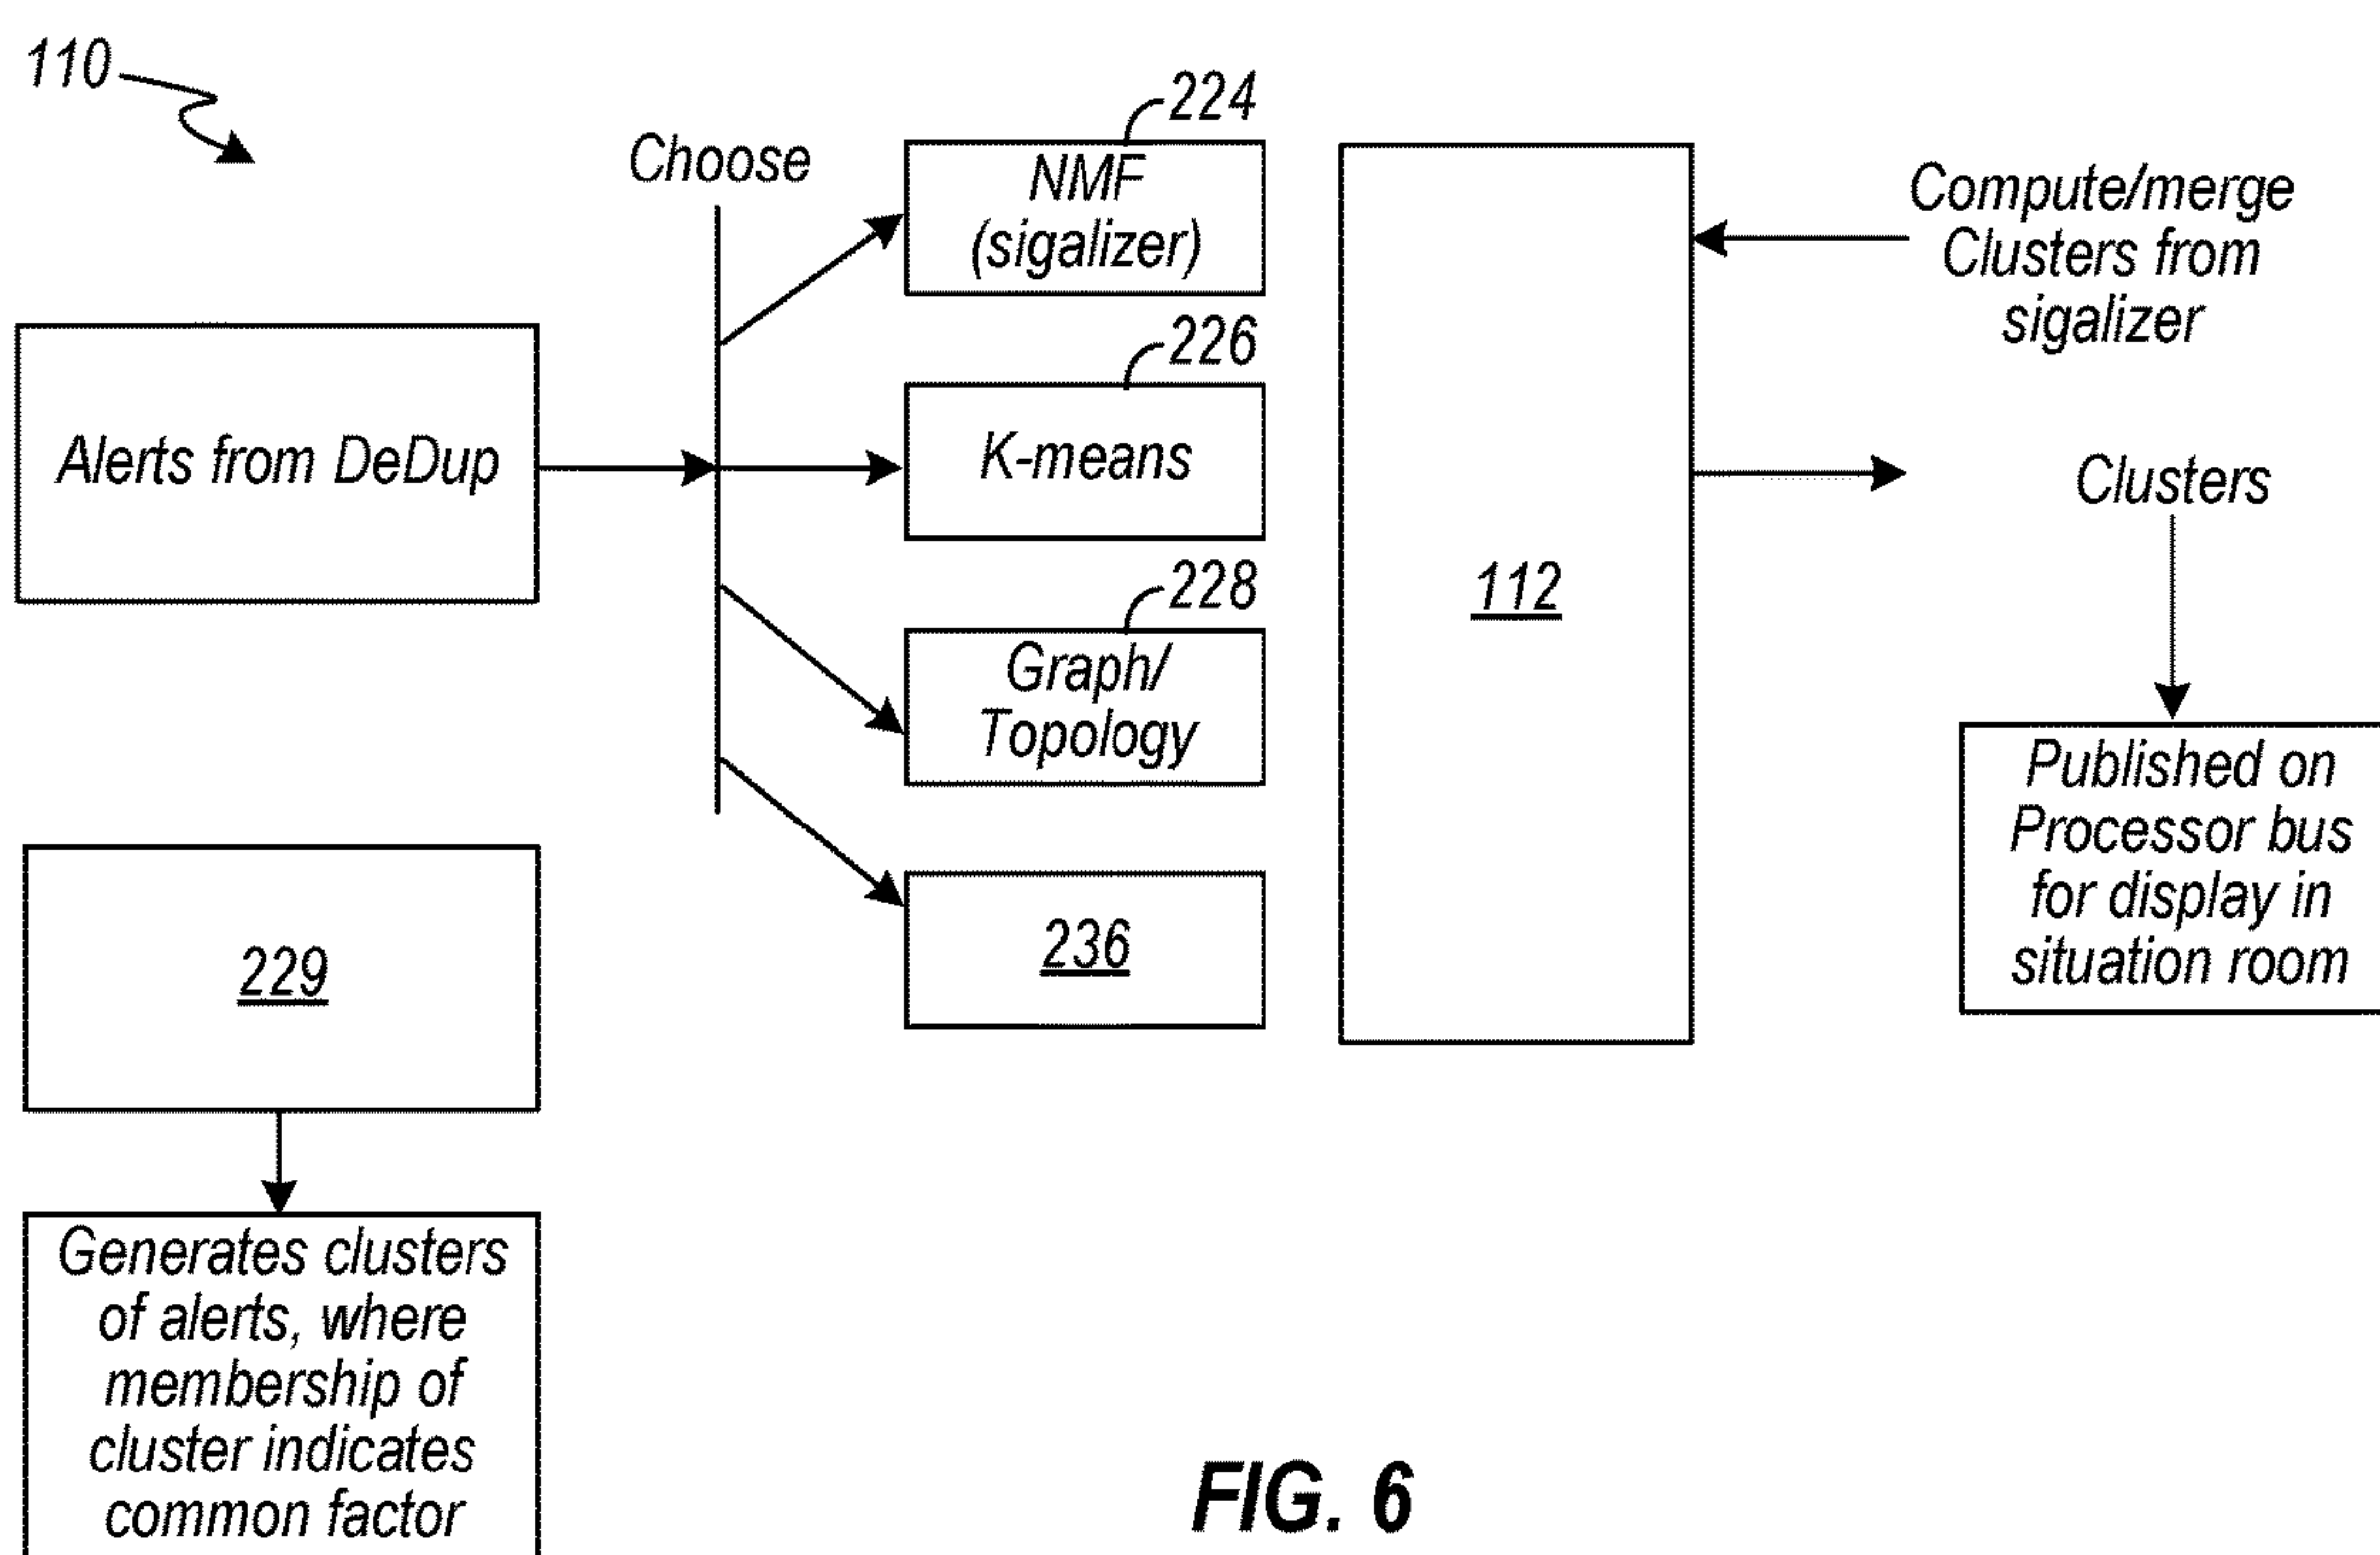 110
Choose
224
NMF
(sigalizer)
Compute/merge
Clusters from
sigalizer
Alerts from DeDup
226
K-means
Clusters
228
Graph/
Topology
112
236
Published on
Processor bus
for display in
situation room
229
Generates clusters
of alerts, where
membership of
cluster indicates
common factor
FIG. 6